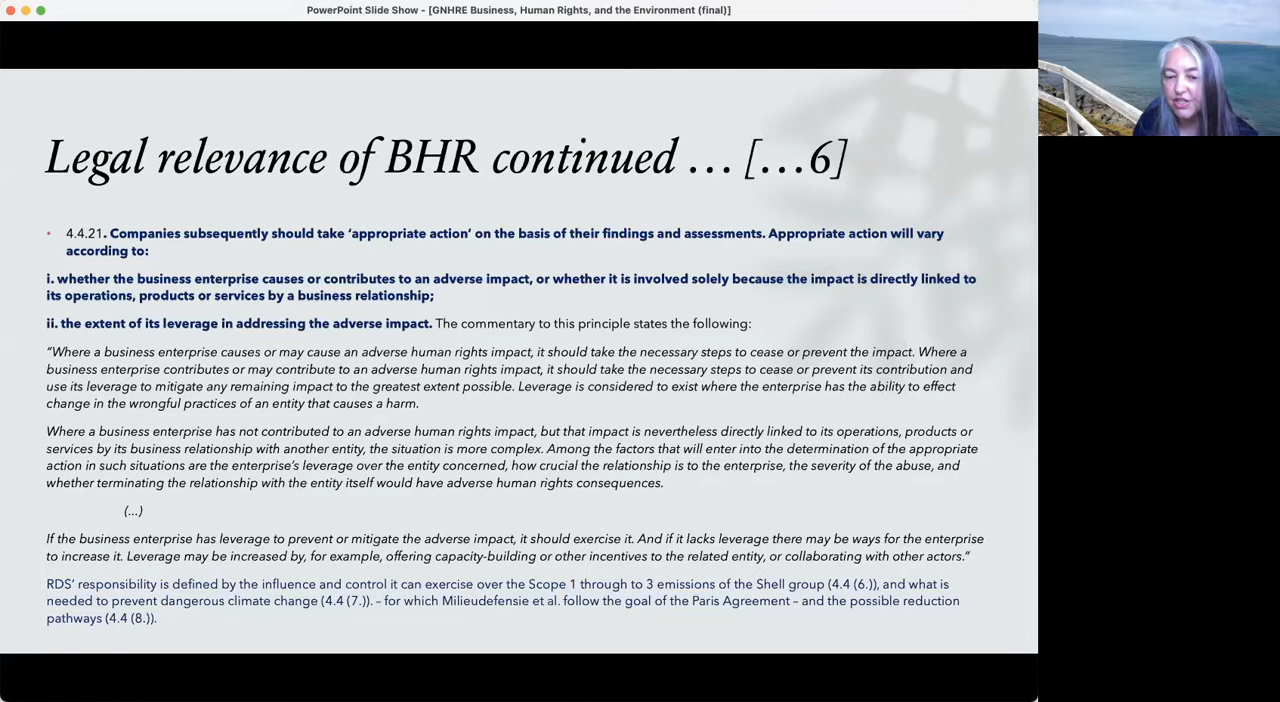 PowerPoint Slide Show - [GNHRE Business, Human Rights, and the Environment (final)]
Legal relevance of BHR continued … […6]
• 4.4.21. Companies subsequently should take ‘appropriate action’ on the basis of their findings and assessments. Appropriate action will vary
according to:
i. whether the business enterprise causes or contributes to an adverse impact, or whether it is involved solely because the impact is directly linked to
its operations, products or services by a business relationship;
ii. the extent of its leverage in addressing the adverse impact. The commentary to this principle states the following:
“Where a business enterprise causes or may cause an adverse human rights impact, it should take the necessary steps to cease or prevent the impact. Where a
business enterprise contributes or may contribute to an adverse human rights impact, it should take the necessary steps to cease or prevent its contribution and
use its leverage to mitigate any remaining impact to the greatest extent possible. Leverage is considered to exist where the enterprise has the ability to effect
change in the wrongful practices of an entity that causes a harm.
Where a business enterprise has not contributed to an adverse human rights impact, but that impact is nevertheless directly linked to its operations, products or
services by its business relationship with another entity, the situation is more complex. Among the factors that will enter into the determination of the appropriate
action in such situations are the enterprise’s leverage over the entity concerned, how crucial the relationship is to the enterprise, the severity of the abuse, and
whether terminating the relationship with the entity itself would have adverse human rights consequences.
(...)
If the business enterprise has leverage to prevent or mitigate the adverse impact, it should exercise it. And if it lacks leverage there may be ways for the enterprise
to increase it. Leverage may be increased by, for example, offering capacity-building or other incentives to the related entity, or collaborating with other actors.”
RDS’ responsibility is defined by the influence and control it can exercise over the Scope 1 through to 3 emissions of the Shell group (4.4 (6.)), and what is
needed to prevent dangerous climate change (4.4 (7.)). – for which Milieudefensie et al. follow the goal of the Paris Agreement – and the possible reduction
pathways (4.4 (8.)).